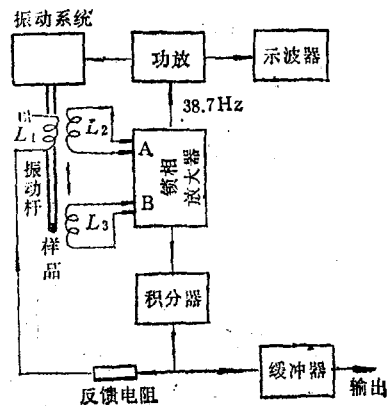 振动系统
功放
示波器
38.7Hz
L1
L2
A
锁相放大器
振动杆
B
L3
样品
积分器
反馈电阻
缓冲器
输出